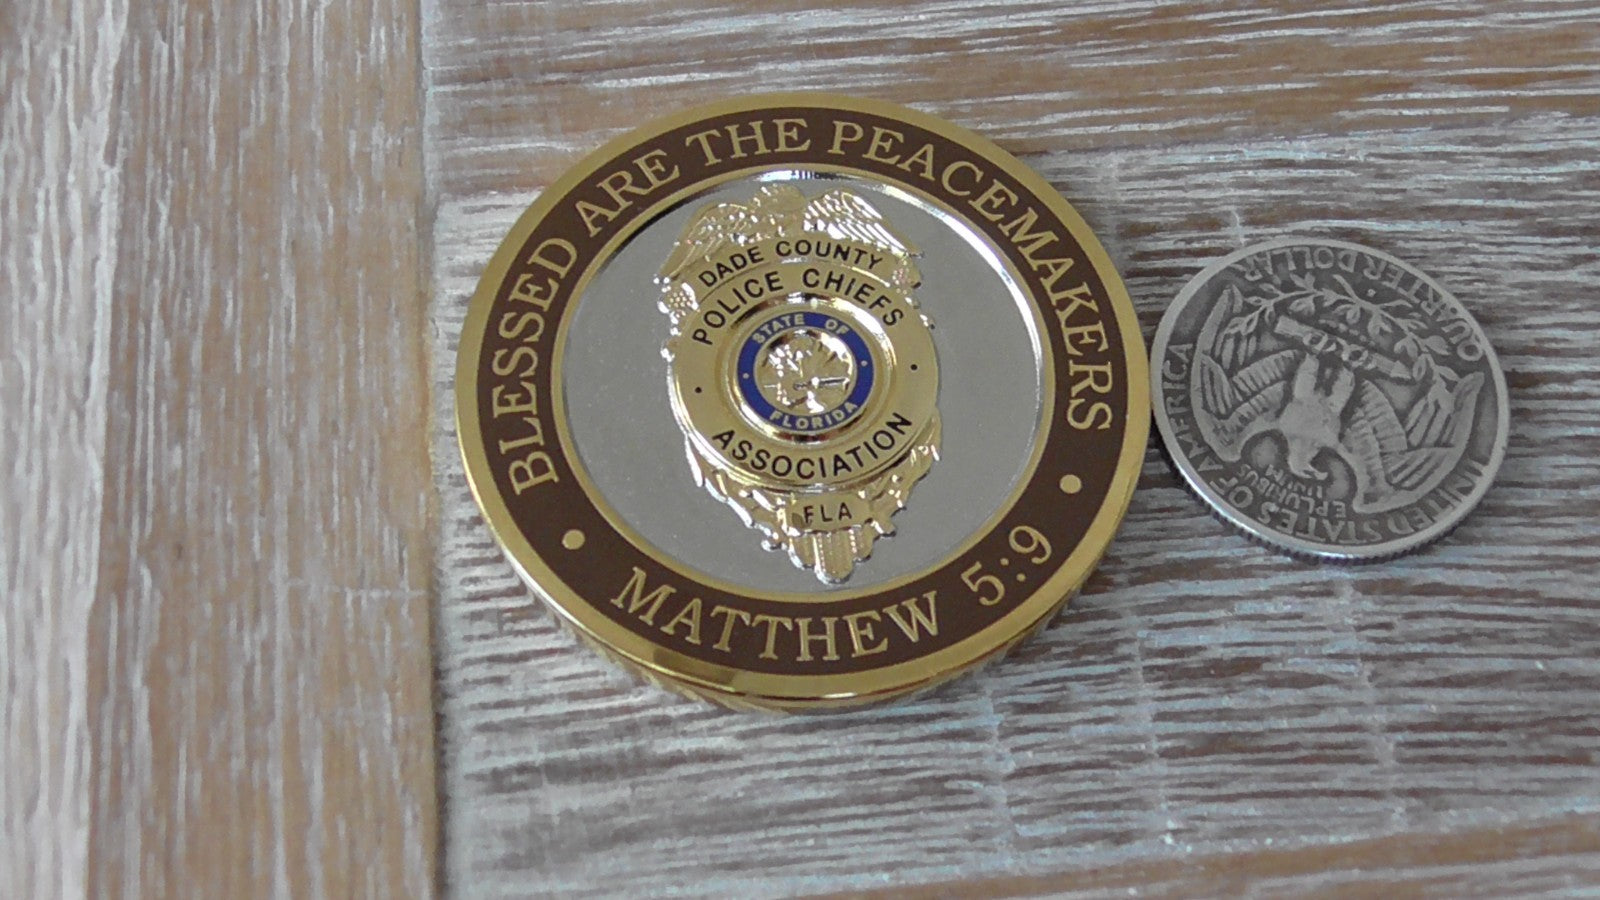 BLESSED ARE THE PEACEMAKERS
DADE COUNTY
POLICE CHIEFS
STATE OF
FLORIDA
ASSOCIATION
FLA
MATTHEW 5:9
UNITED STATES OF AMERICA
E PLURIBUS
UNUM
QUARTER DOLLAR